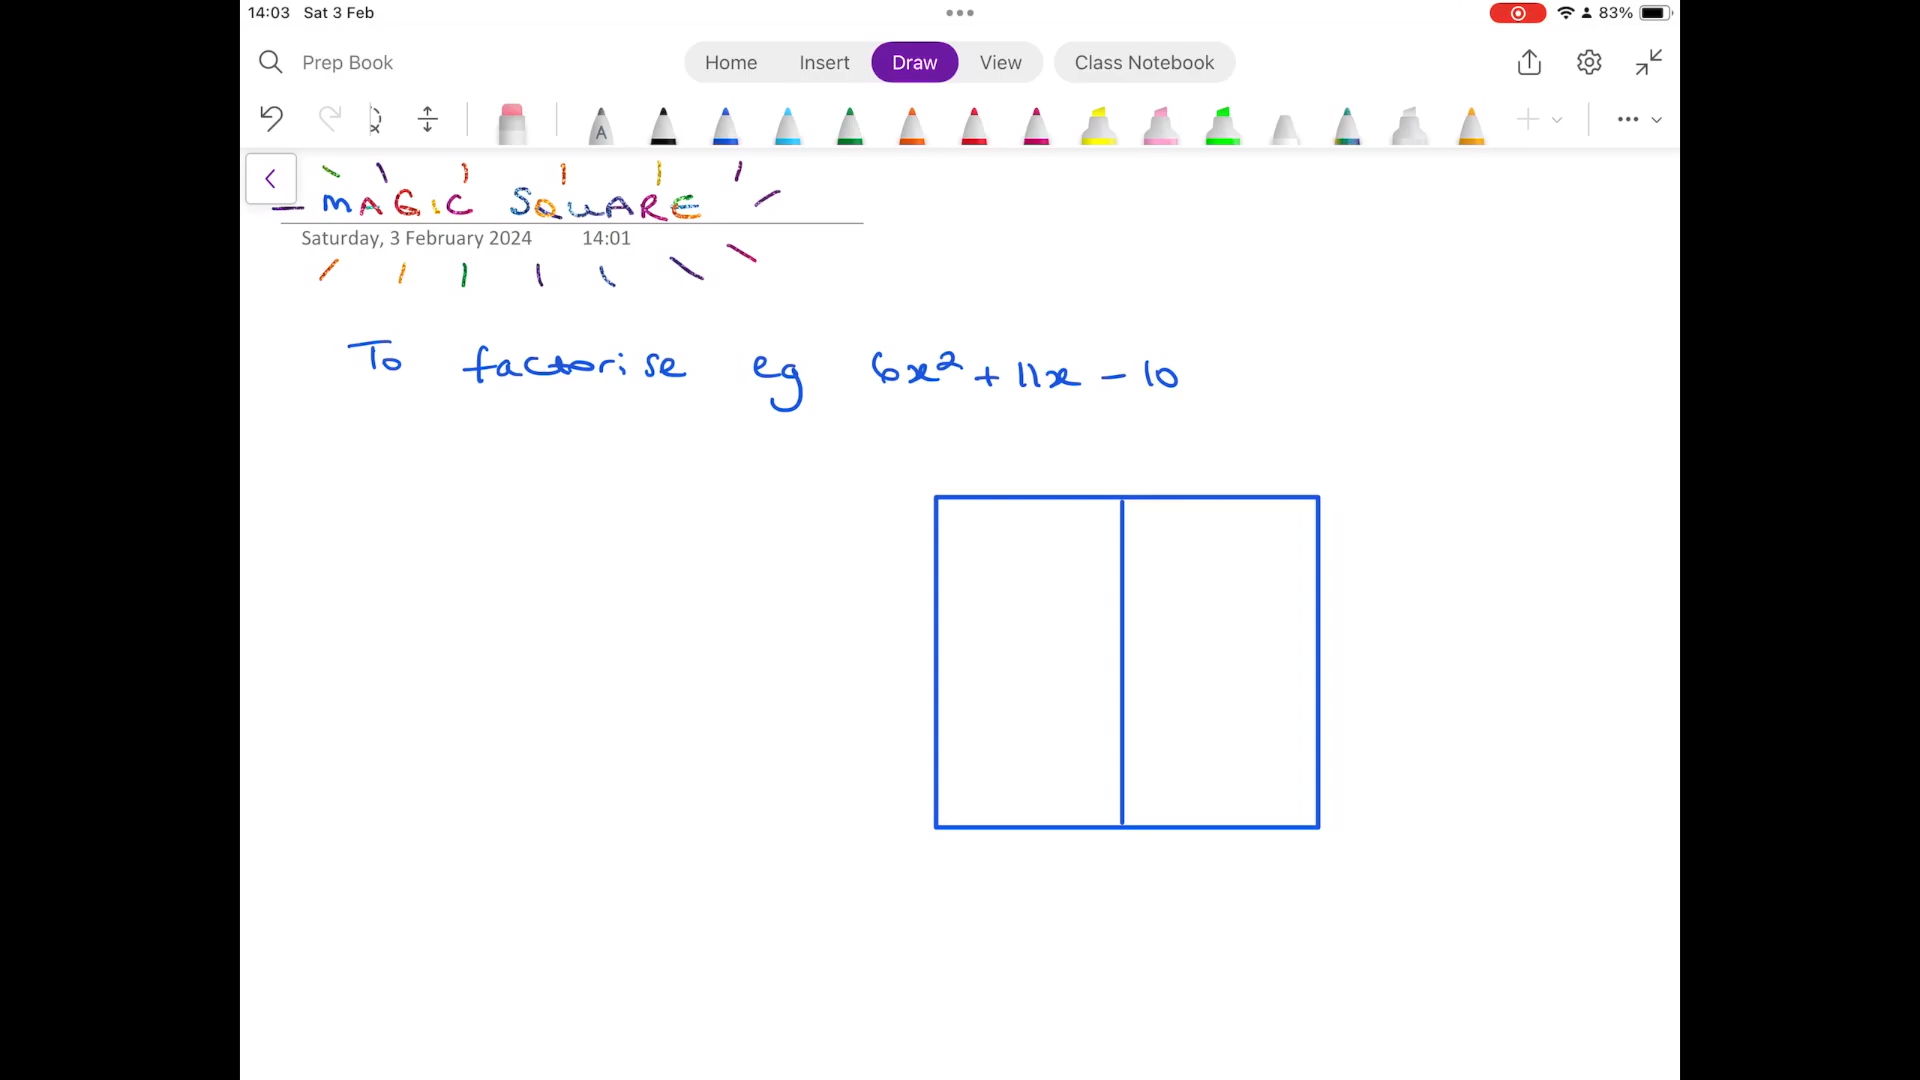 14:03 Sat 3 Feb 83%
Prep Book Home Insert Draw View Class Notebook
A
MAGIC SQUARE
Saturday, 3 February 2024 14:01
To factorise eg 6x² + 11x - 10